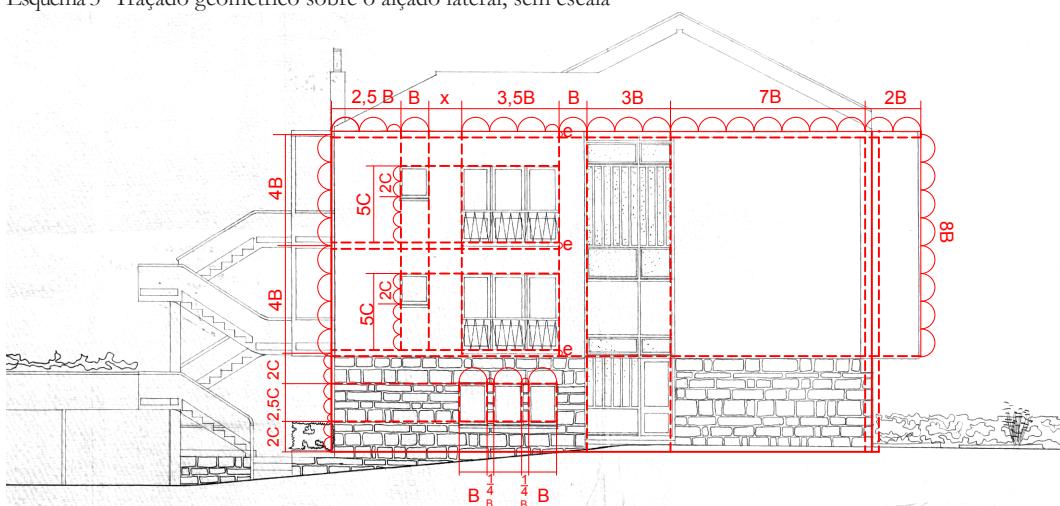 Esquema 3- Traçado geométrico sobre o alçado lateral, sem escala
2,5 B B x 3,5B B 3B 7B 2B
e
4B
2C
5C
8B
e
4B
2C
5C
e
2C
2,5C
2C
B 1/4 B 1/4 B B